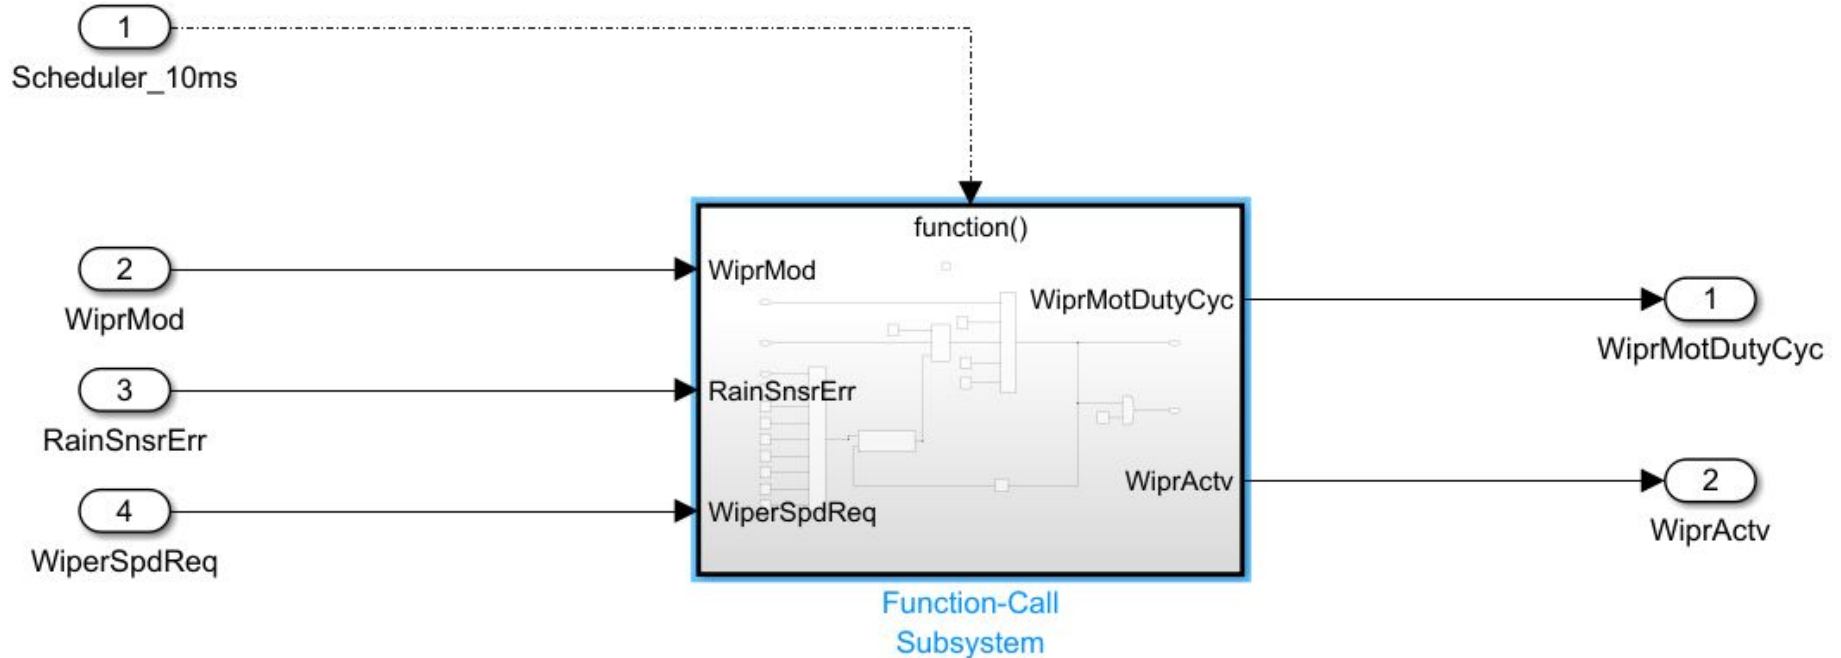 1
Scheduler_10ms
function()
2
WiprMod
WiprMod
WiprMotDutyCyc
1
WiprMotDutyCyc
3
RainSnsrErr
RainSnsrErr
4
WiperSpdReq
WiperSpdReq
WiprActv
2
WiprActv
Function-Call
Subsystem